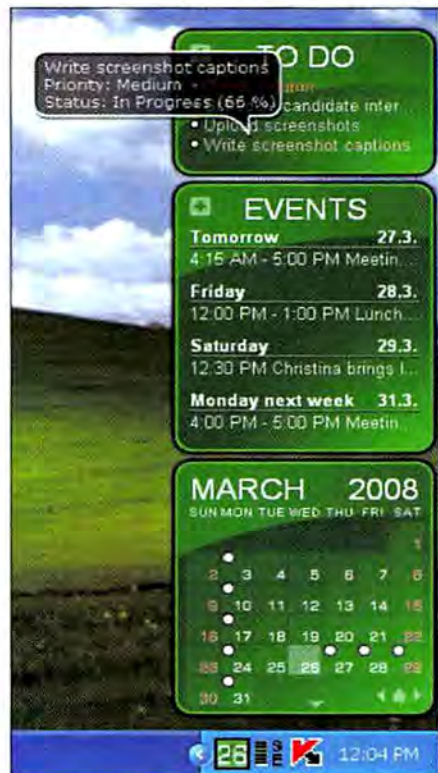 TO DO
Write screenshot captions
Priority: Medium
Status: In Progress (66 %)
candidate inter...
• Upload screenshots
• Write screenshot captions
EVENTS
Tomorrow 27.3.
4:15 AM - 5:00 PM Meetin...
Friday 28.3.
12:00 PM - 1:00 PM Lunch...
Saturday 29.3.
12:30 PM Christina brings l...
Monday next week 31.3.
4:00 PM - 5:00 PM Meetin...
MARCH 2008
SUN MON TUE WED THU FRI SAT
1
2 3 4 5 6 7 8
9 10 11 12 13 14 15
16 17 18 19 20 21 22
23 24 25 26 27 28 29
30 31
26 S E K 12:04 PM